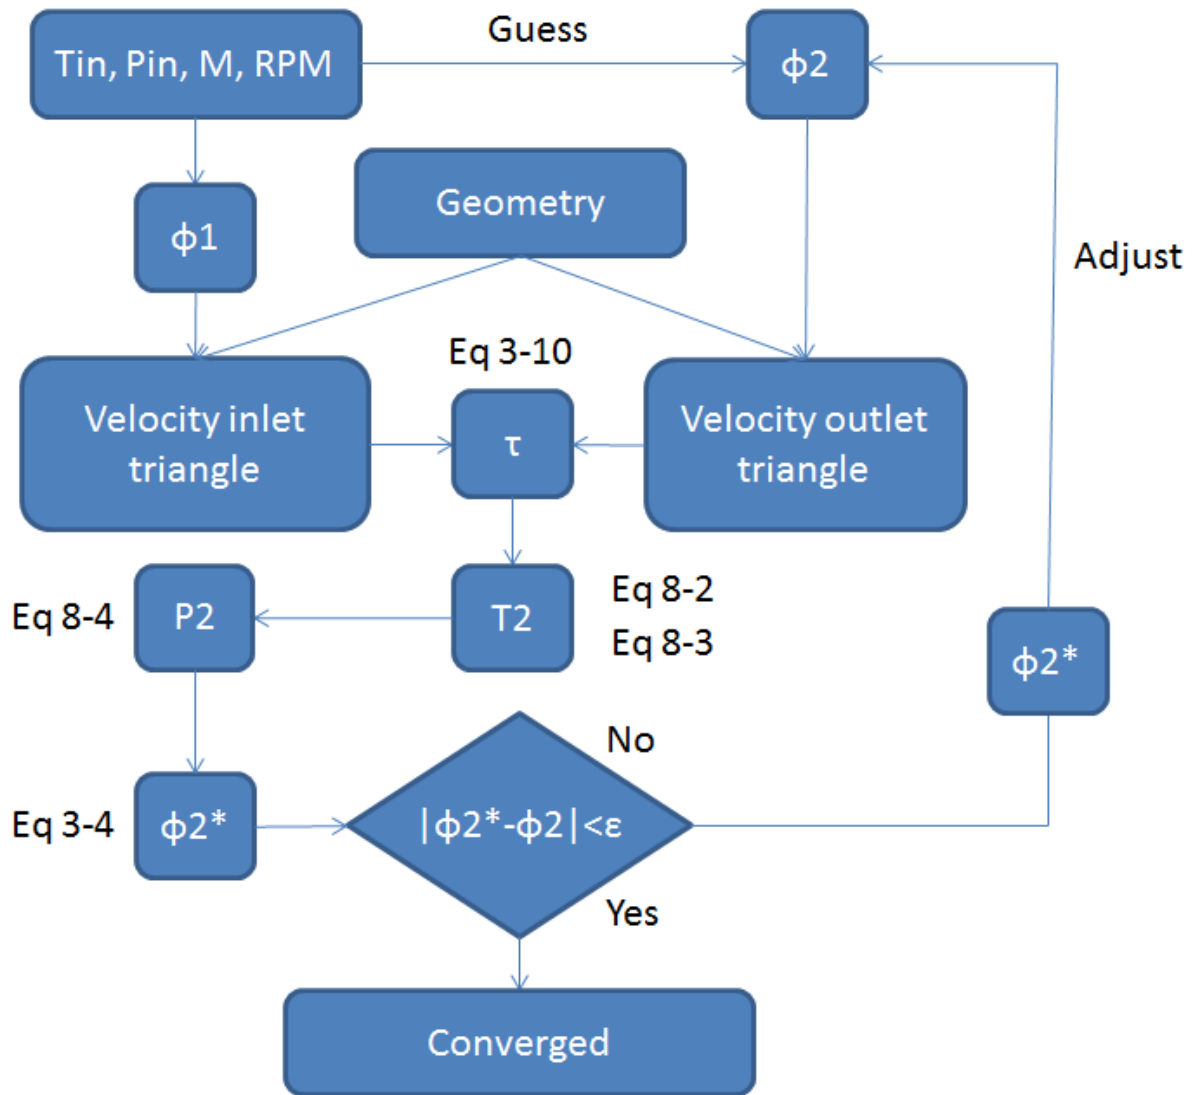 Guess
Tin, Pin, M, RPM
ϕ2
Geometry
ϕ1
Adjust
Eq 3-10
Velocity inlet
triangle
τ
Velocity outlet
triangle
Eq 8-4
P2
T2
Eq 8-2
Eq 8-3
ϕ2*
No
Eq 3-4
ϕ2*
|ϕ2*-ϕ2|<ε
Yes
Converged